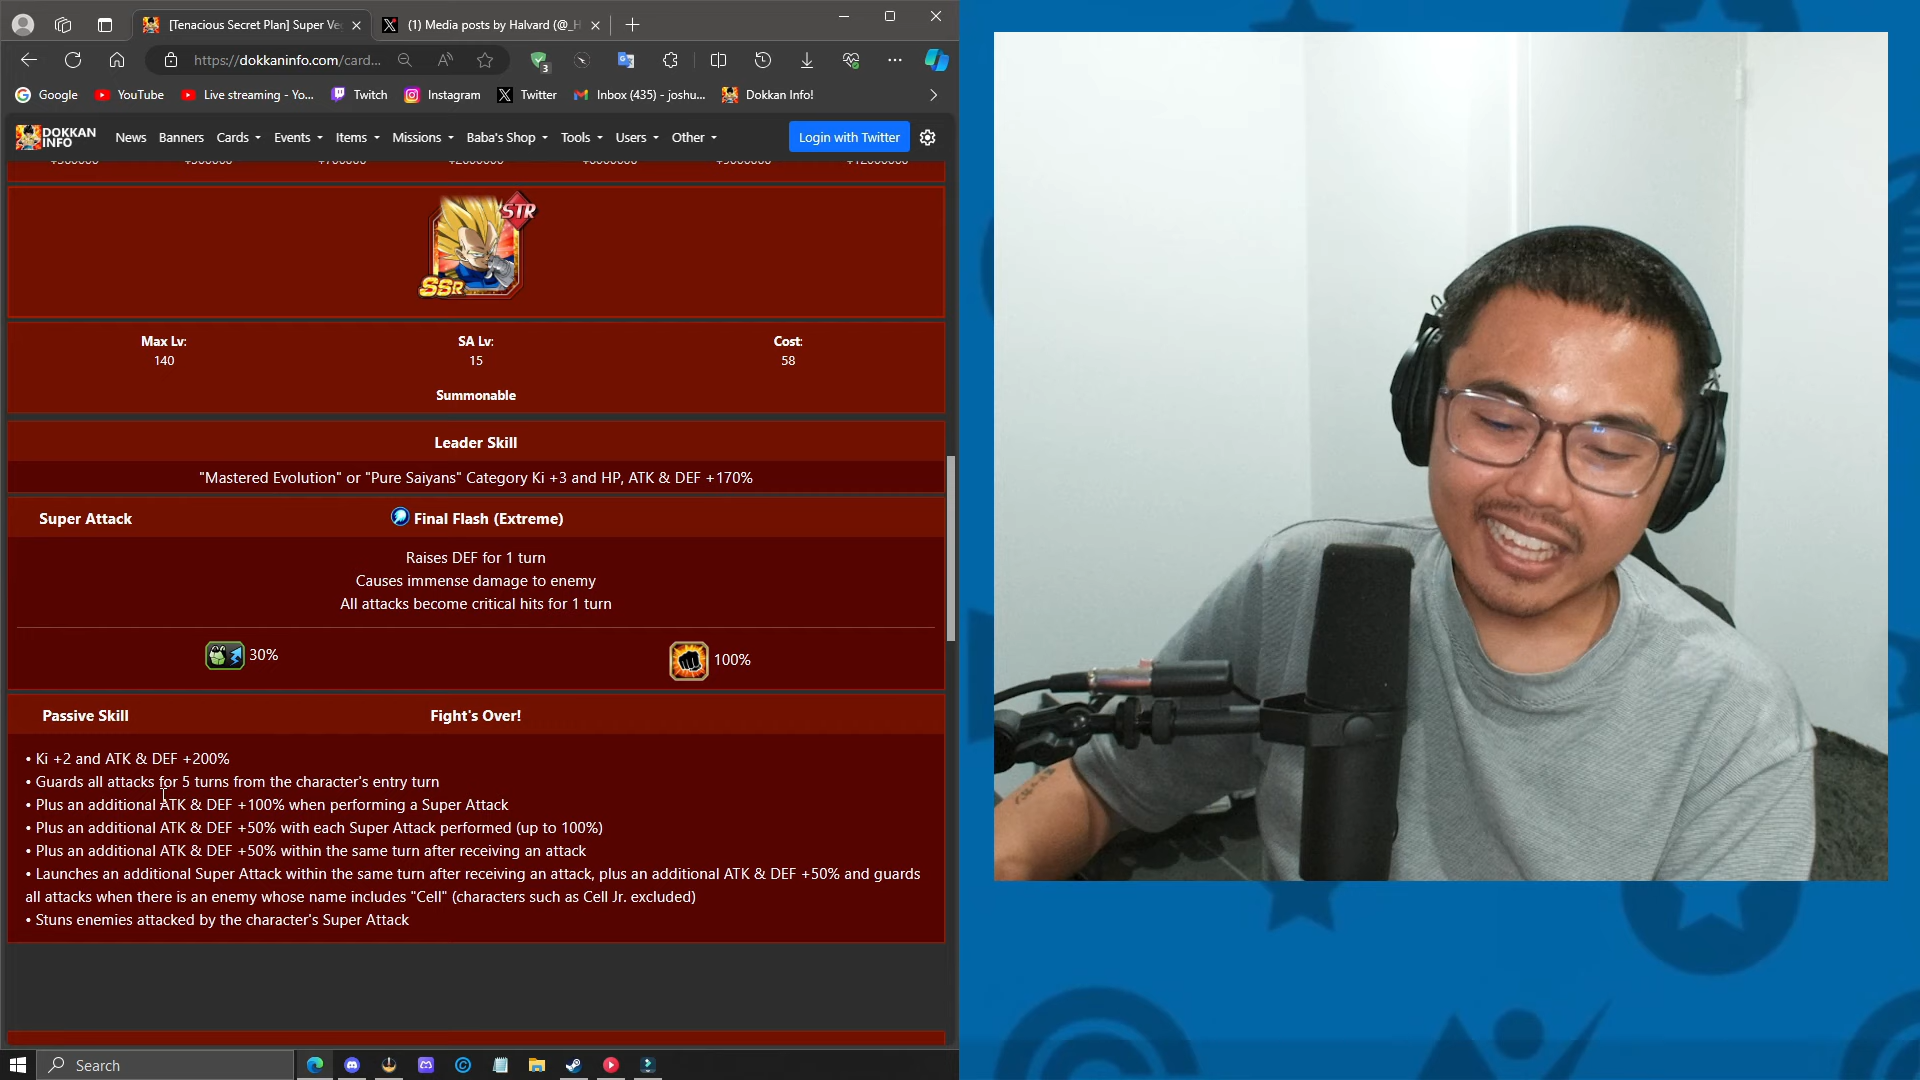 [Tenacious Secret Plan] Super Ve
(1) Media posts by Halvard (@_H
https://dokkaninfo.com/card...
3
Google
YouTube
Live streaming - Yo...
Twitch
Instagram
Twitter
Inbox (435) - joshu...
Dokkan Info!
DOKKAN
INFO
News
Banners
Cards
Events
Items
Missions
Baba's Shop
Tools
Users
Other
Login with Twitter
STR
SSR
Max Lv:
SA Lv:
Cost:
140
15
58
Summonable
Leader Skill
"Mastered Evolution" or "Pure Saiyans" Category Ki +3 and HP, ATK & DEF +170%
Super Attack
Final Flash (Extreme)
Raises DEF for 1 turn
Causes immense damage to enemy
All attacks become critical hits for 1 turn
30%
100%
Passive Skill
Fight's Over!
• Ki +2 and ATK & DEF +200%
• Guards all attacks for 5 turns from the character's entry turn
• Plus an additional ATK & DEF +100% when performing a Super Attack
• Plus an additional ATK & DEF +50% with each Super Attack performed (up to 100%)
• Plus an additional ATK & DEF +50% within the same turn after receiving an attack
• Launches an additional Super Attack within the same turn after receiving an attack, plus an additional ATK & DEF +50% and guards
all attacks when there is an enemy whose name includes "Cell" (characters such as Cell Jr. excluded)
• Stuns enemies attacked by the character's Super Attack
Search